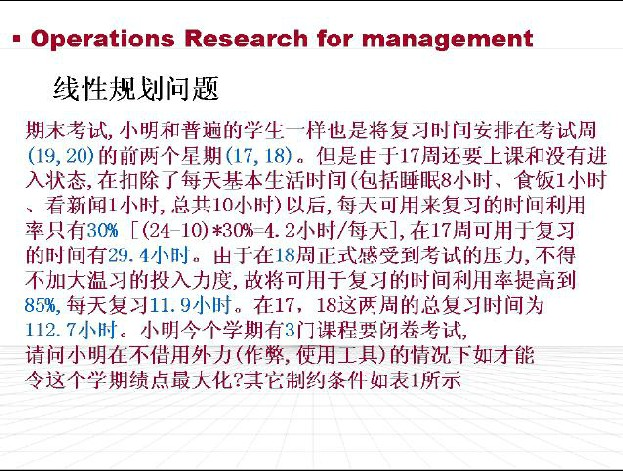 Operations Research for management
线性规划问题
期末考试,小明和普遍的学生一样也是将复习时间安排在考试周
(19,20)的前两个星期(17,18)。但是由于17周还要上课和没有进
入状态,在扣除了每天基本生活时间(包括睡眠8小时、食饭1小时
、看新闻1小时,总共10小时)以后,每天可用来复习的时间利用
率只有30% [(24-10)*30%=4.2小时/每天],在17周可用于复习
的时间有29.4小时。由于在18周正式感受到考试的压力,不得
不加大温习的投入力度,故将可用于复习的时间利用率提高到
85%,每天复习11.9小时。在17，18这两周的总复习时间为
112.7小时。小明今个学期有3门课程要闭卷考试,
请问小明在不借用外力(作弊,使用工具)的情况下如才能
令这个学期绩点最大化?其它制约条件如表1所示